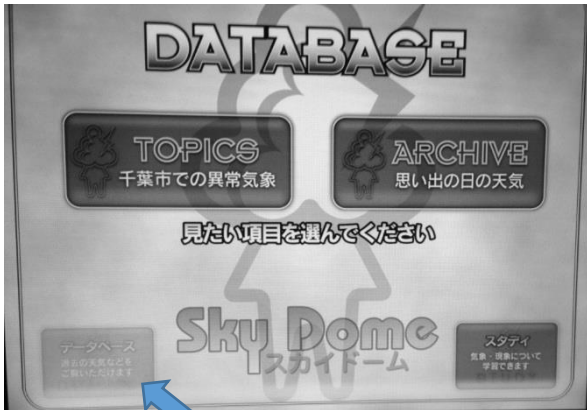 DATABASE
TOPICS
千葉市での異常気象
ARCHIVE
思い出の日の天気
見たい項目を選んでください
Sky Dome
スカイドーム
データベース
過去の天気などを
ご覧いただけます
スタディ
気象・現象について
学習できます